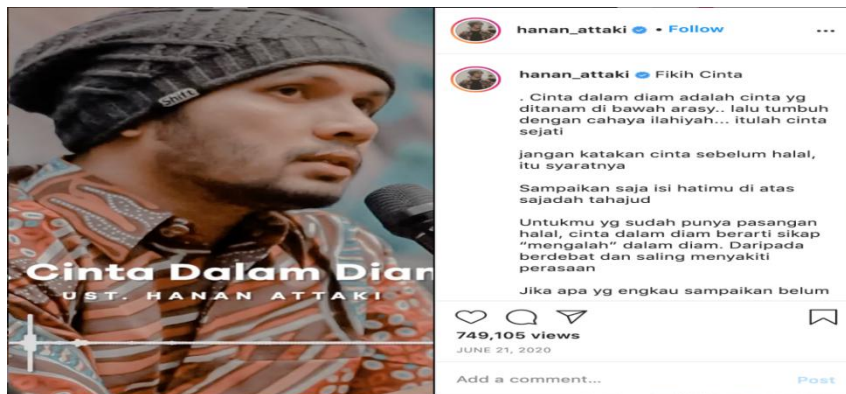 Shift
Cinta Dalam Diam
UST. HANAN ATTAKI
hanan_attaki • Follow
hanan_attaki Fikih Cinta
. Cinta dalam diam adalah cinta yg
ditanam di bawah arasy.. lalu tumbuh
dengan cahaya ilahiyah... itulah cinta
sejati
jangan katakan cinta sebelum halal,
itu syaratnya
Sampaikan saja isi hatimu di atas
sajadah tahajud
Untukmu yg sudah punya pasangan
halal, cinta dalam diam berarti sikap
“mengalah” dalam diam. Daripada
berdebat dan saling menyakiti
perasaan
Jika apa yg engkau sampaikan belum
749,105 views
JUNE 21, 2020
Add a comment...
Post